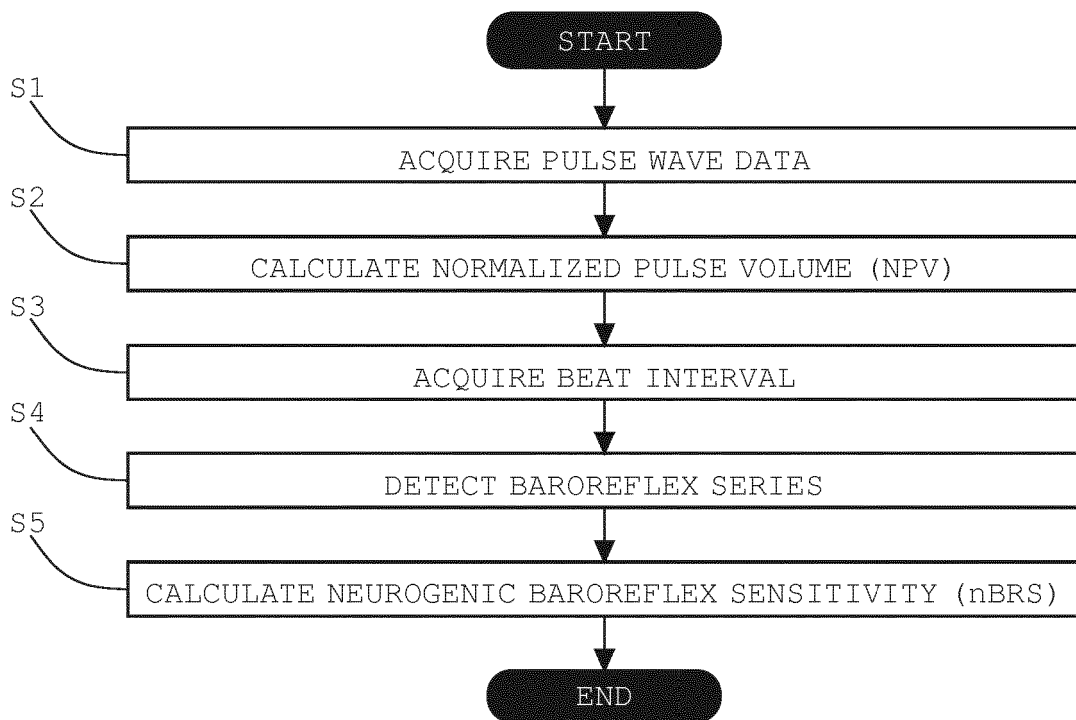 START
S1
ACQUIRE PULSE WAVE DATA
S2
CALCULATE NORMALIZED PULSE VOLUME (NPV)
S3
ACQUIRE BEAT INTERVAL
S4
DETECT BAROREFLEX SERIES
S5
CALCULATE NEUROGENIC BAROREFLEX SENSITIVITY (nBRS)
END